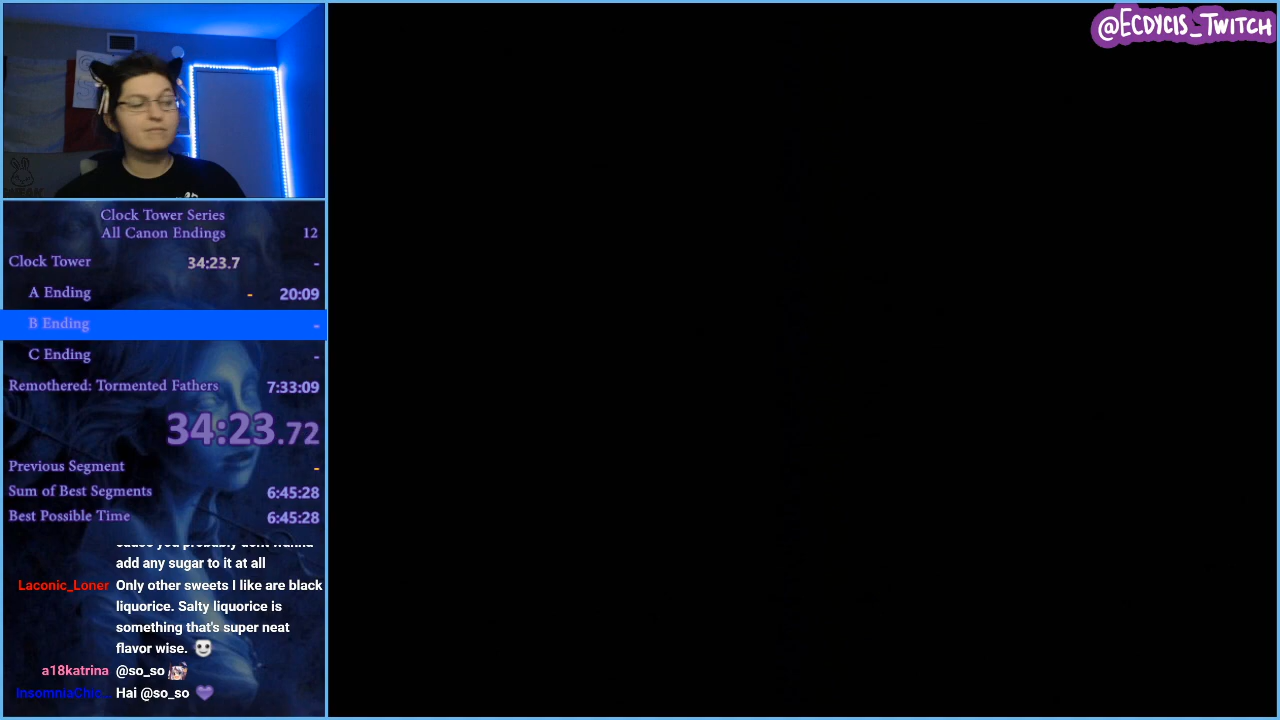 @ECDYCIS_TWITCH
Clock Tower Series
All Canon Endings 12
Clock Tower 34:23.7 -
A Ending - 20:09
B Ending -
C Ending -
Remothered: Tormented Fathers 7:33:09
34:23.72
Previous Segment -
Sum of Best Segments 6:45:28
Best Possible Time 6:45:28
add any sugar to it at all
Laconic_Loner Only other sweets I like are black
liquorice. Salty liquorice is
something that's super neat
flavor wise.
a18katrina @so_so
InsomniaChic... Hai @so_so